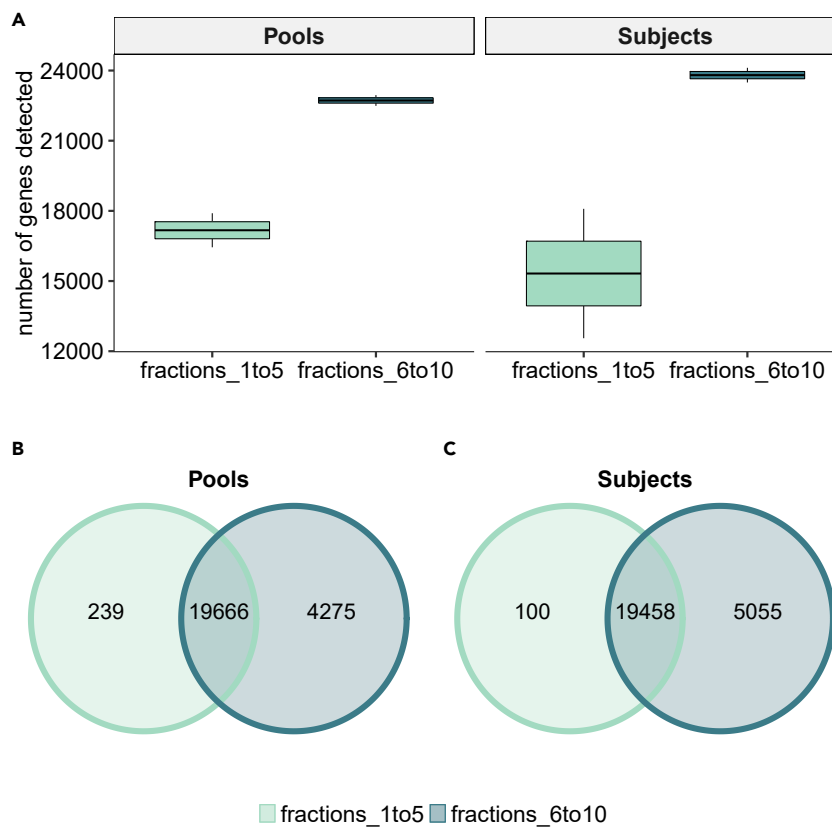 A
Pools Subjects
number of genes detected
24000
21000
18000
15000
12000
fractions_1to5 fractions_6to10 fractions_1to5 fractions_6to10
B C
Pools Subjects
239 19666 4275 100 19458 5055
fractions_1to5 fractions_6to10